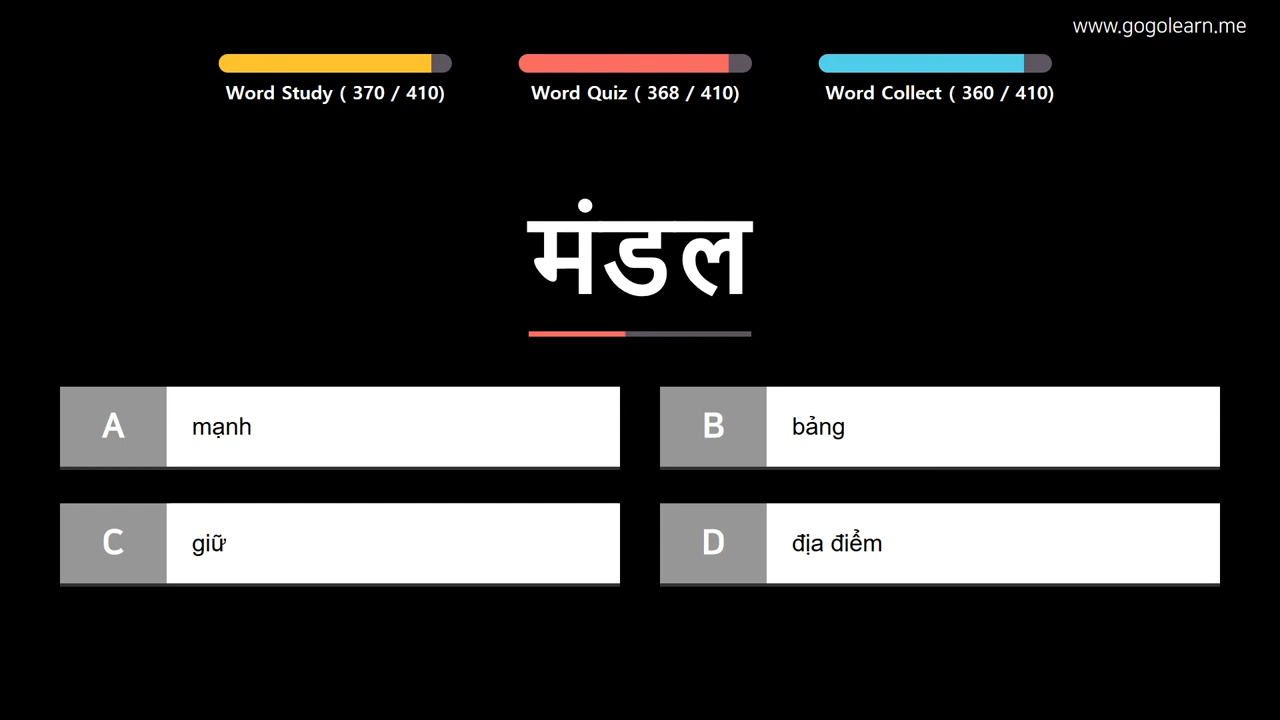 www.gogolearn.me
Word Study ( 370 / 410)
Word Quiz ( 368 / 410)
Word Collect ( 360 / 410)
मंडल
A mạnh
B bảng
C giữ
D địa điểm